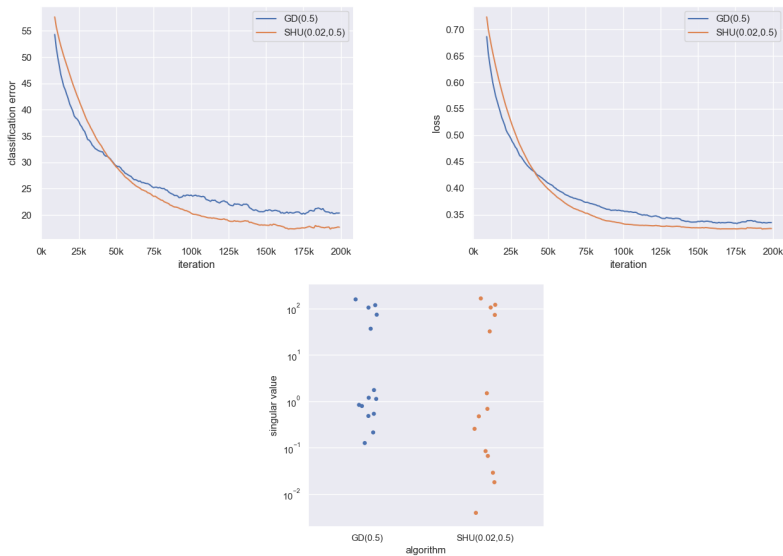 GD(0.5)
SHU(0.02,0.5)
classification error
55
50
45
40
35
30
25
20
0k 25k 50k 75k 100k 125k 150k 175k 200k
iteration
GD(0.5)
SHU(0.02,0.5)
loss
0.70
0.65
0.60
0.55
0.50
0.45
0.40
0.35
0k 25k 50k 75k 100k 125k 150k 175k 200k
iteration
singular value
10²
10¹
10⁰
10⁻¹
10⁻²
GD(0.5) SHU(0.02,0.5)
algorithm